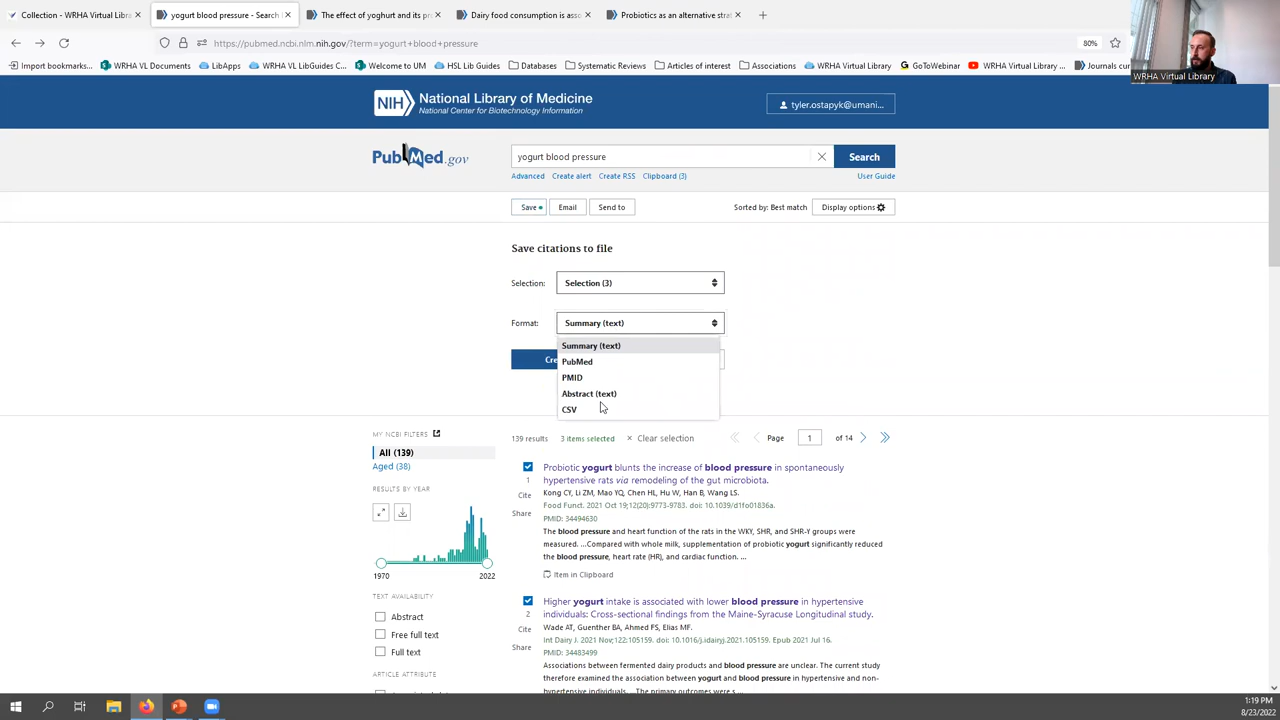 Collection - WRHA Virtual Libra
yogurt blood pressure - Search
The effect of yoghurt and its pro
Dairy food consumption is asso
Probiotics as an alternative strat
https://pubmed.ncbi.nlm.nih.gov/?term=yogurt+blood+pressure
80%
Import bookmarks...
WRHA VL Documents
LibApps
WRHA VL LibGuides C...
Welcome to UM
HSL Lib Guides
Databases
Systematic Reviews
Articles of interest
Associations
WRHA Virtual Library
GoToWebinar
WRHA Virtual Library ...
Journals cur
WRHA Virtual Library
NIH
National Library of Medicine
National Center for Biotechnology Information
tyler.ostapyk@umani...
PubMed.gov
yogurt blood pressure
Search
Advanced Create alert Create RSS Clipboard (3)
User Guide
Save Email Send to
Sorted by: Best match
Display options
Save citations to file
Selection:
Selection (3)
Format:
Summary (text)
Cre
Summary (text)
PubMed
PMID
Abstract (text)
CSV
MY NCBI FILTERS
All (139)
Aged (38)
RESULTS BY YEAR
1970 2022
TEXT AVAILABILITY
Abstract
Free full text
Full text
ARTICLE ATTRIBUTE
139 results
3 items selected
× Clear selection
Page 1 of 14
1
Cite
Share
Probiotic yogurt blunts the increase of blood pressure in spontaneously
hypertensive rats via remodeling of the gut microbiota.
Kong CY, Li ZM, Mao YQ, Chen HL, Hu W, Han B, Wang LS.
Food Funct. 2021 Oct 19;12(20):9773-9783. doi: 10.1039/d1fo01836a.
PMID: 34494630
The blood pressure and heart function of the rats in the WKY, SHR, and SHR-Y groups were
measured. ...Compared with whole milk, supplementation of probiotic yogurt significantly reduced
the blood pressure, heart rate (HR), and cardiac function. ...
Item in Clipboard
2
Cite
Share
Higher yogurt intake is associated with lower blood pressure in hypertensive
individuals: Cross-sectional findings from the Maine-Syracuse Longitudinal study.
Wade AT, Guenther BA, Ahmed FS, Elias MF.
Int Dairy J. 2021 Nov;122:105159. doi: 10.1016/j.idairyj.2021.105159. Epub 2021 Jul 16.
PMID: 34483499
Associations between fermented dairy products and blood pressure are unclear. The current study
therefore examined the association between yogurt and blood pressure in hypertensive and non-
hypertensive individuals. ...The primary outcomes were s...
1:19 PM
8/23/2022